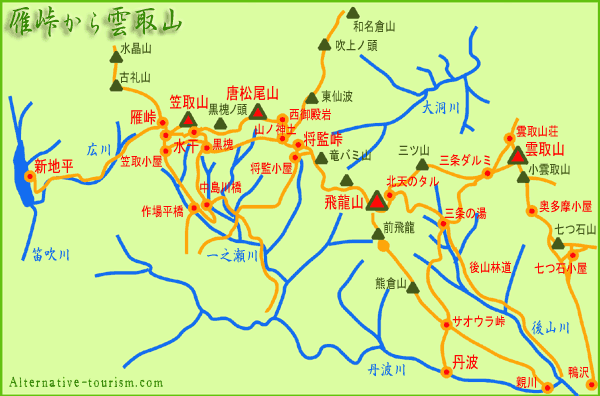 雁峠から雲取山
和名倉山
水晶山
吹上ノ頭
古礼山
唐松尾山
東仙波
笠取山
黒槐ノ頭
西御殿岩
大洞川
雁峠
山ノ神土
雲取山荘
広川
水干
黒槐
将監峠
三ツ山
三条ダルミ
雲取山
新地平
笠取小屋
将監小屋
竜バミ山
小雲取山
中島川橋
北天のタル
飛龍山
作場平橋
三条の湯
奥多摩小屋
前飛龍
七つ石山
笛吹川
一之瀬川
後山林道
七つ石小屋
熊倉山
サオウラ峠
後山川
丹波
丹波川
親川
鴨沢
Alternative-tourism.com